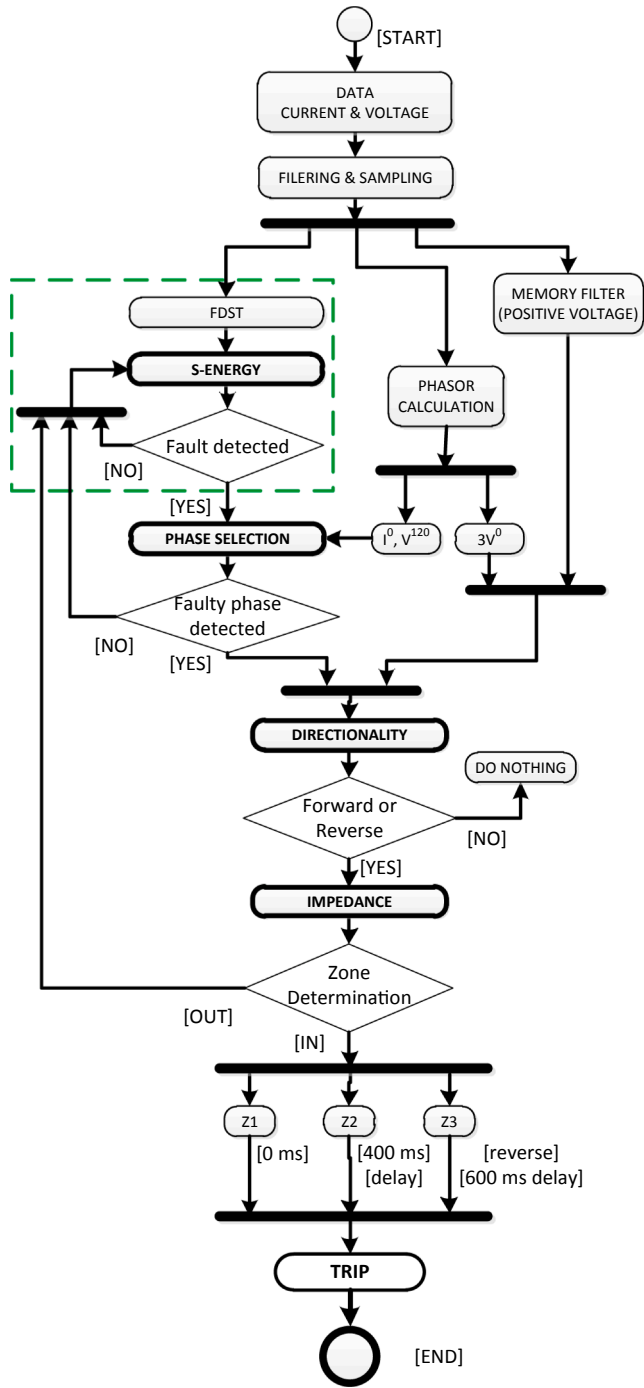 [START]
DATA
CURRENT & VOLTAGE
FILERING & SAMPLING
FDST
MEMORY FILTER
(POSITIVE VOLTAGE)
S-ENERGY
PHASOR
CALCULATION
Fault detected
[NO]
[YES]
PHASE SELECTION
I⁰, V¹²⁰
3V⁰
Faulty phase
detected
[NO]
[YES]
DIRECTIONALITY
DO NOTHING
Forward or
Reverse
[NO]
[YES]
IMPEDANCE
Zone
Determination
[OUT]
[IN]
Z1
Z2
Z3
[0 ms]
[400 ms]
[delay]
[reverse]
[600 ms delay]
TRIP
[END]